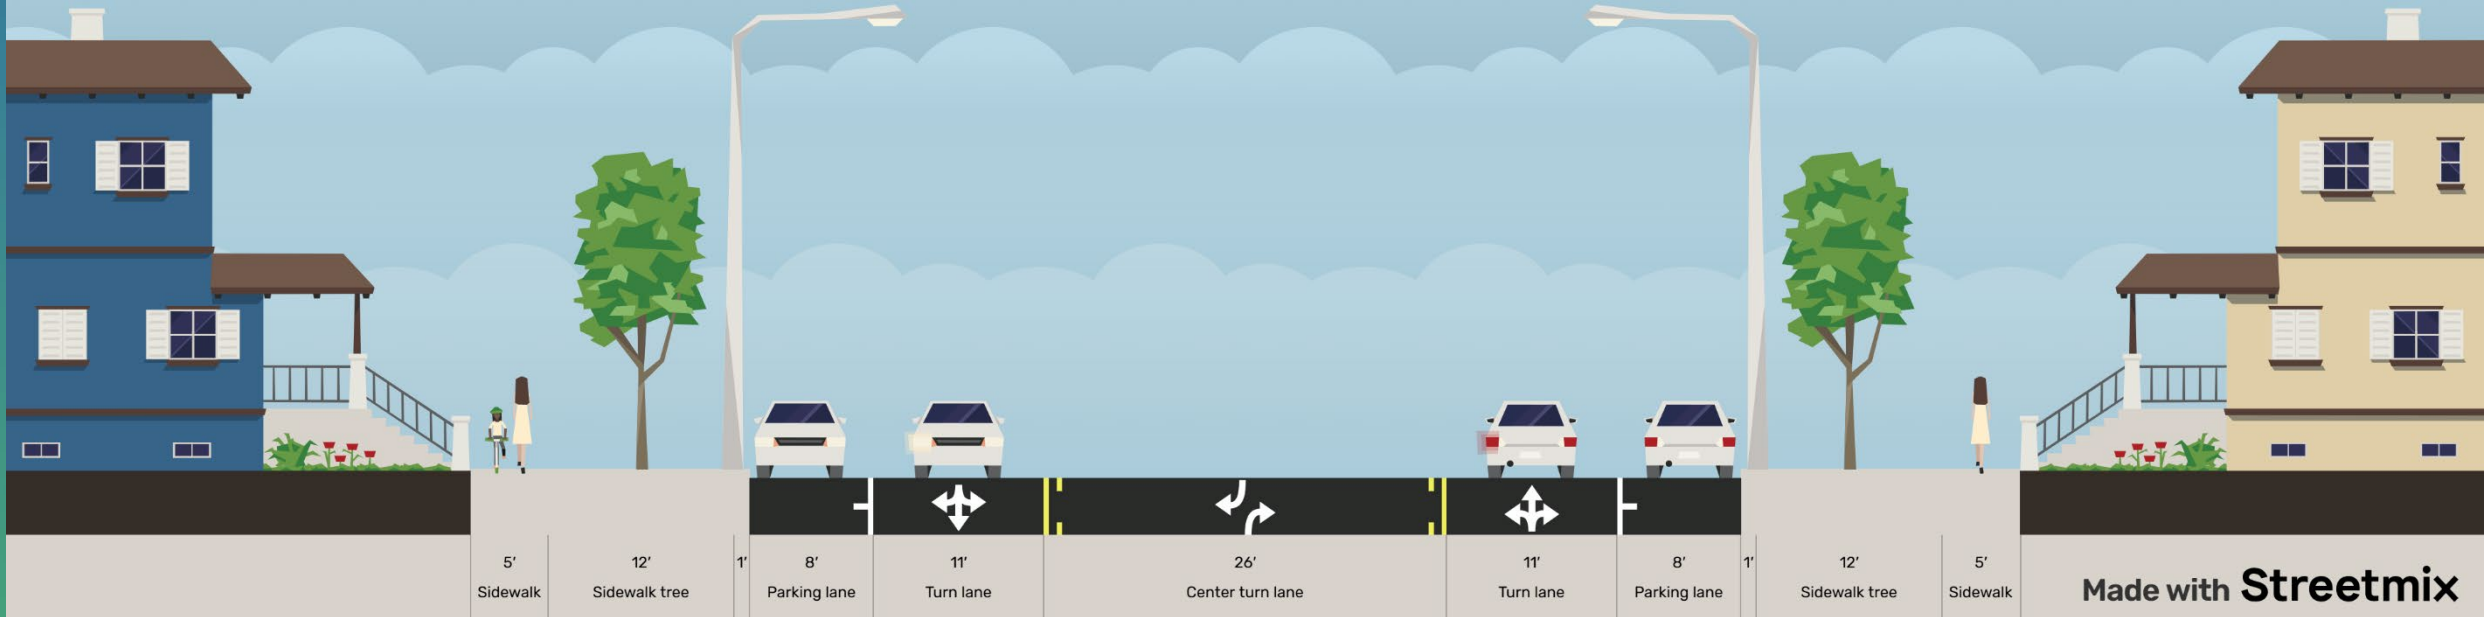 5′
Sidewalk
12′
Sidewalk tree
1′
8′
Parking lane
11′
Turn lane
26′
Center turn lane
11′
Turn lane
8′
Parking lane
1′
12′
Sidewalk tree
5′
Sidewalk
Made with Streetmix